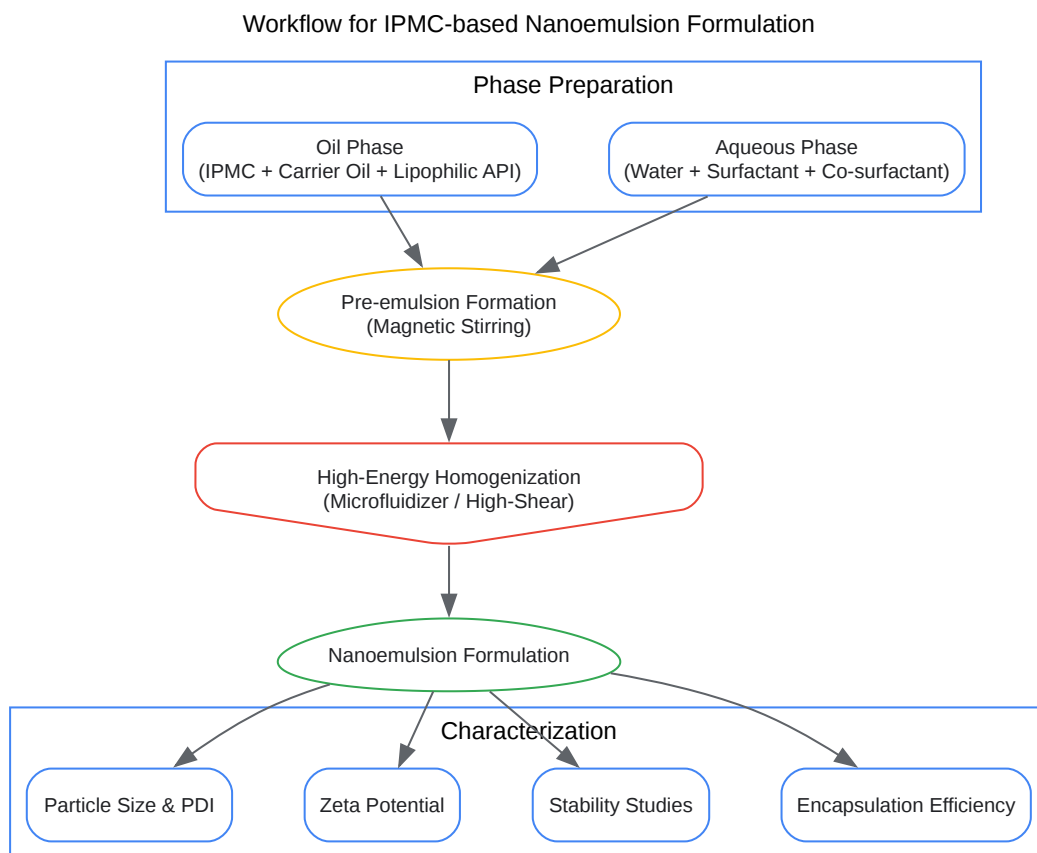 Workflow for IPMC-based Nanoemulsion Formulation
Phase Preparation
Oil Phase
(IPMC + Carrier Oil + Lipophilic API)
Aqueous Phase
(Water + Surfactant + Co-surfactant)
Pre-emulsion Formation
(Magnetic Stirring)
High-Energy Homogenization
(Microfluidizer / High-Shear)
Nanoemulsion Formulation
Characterization
Particle Size & PDI
Zeta Potential
Stability Studies
Encapsulation Efficiency